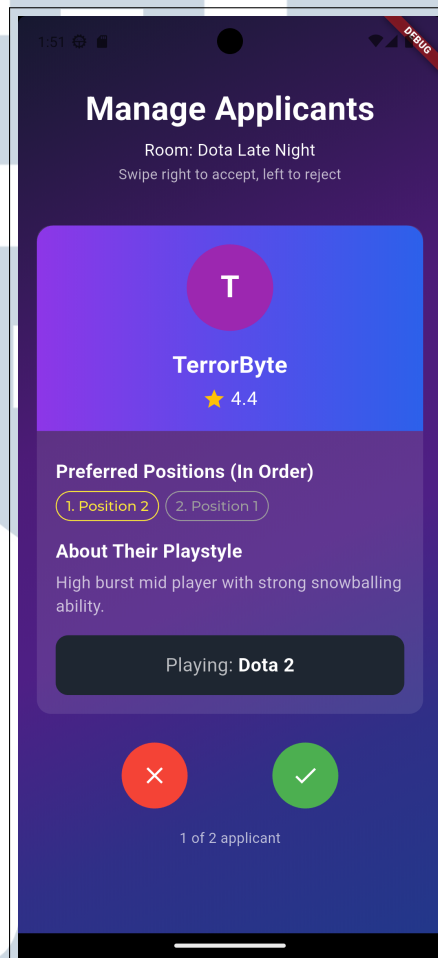 1:51
DEBUG
Manage Applicants
Room: Dota Late Night
Swipe right to accept, left to reject
T
TerrorByte
4.4
Preferred Positions (In Order)
1. Position 2 2. Position 1
About Their Playstyle
High burst mid player with strong snowballing
ability.
Playing: Dota 2
1 of 2 applicant